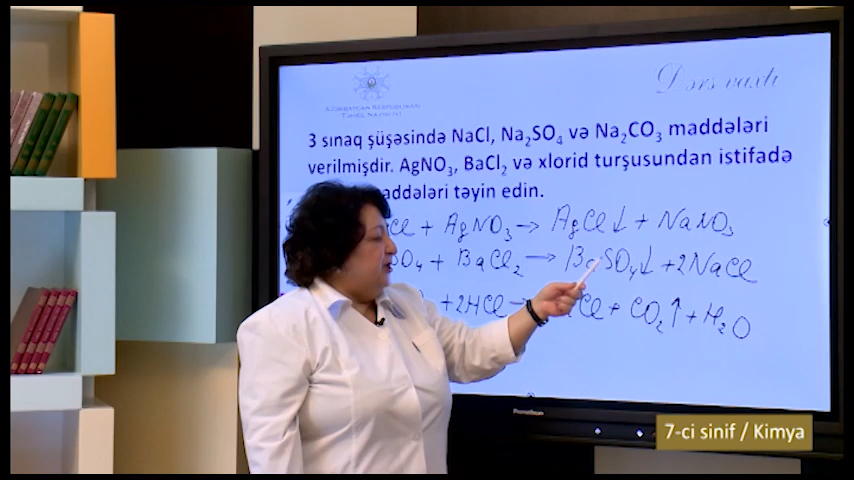 Dərs vaxtı
AZƏRBAYCAN RESPUBLİKASI
TƏHSİL NAZİRLİYİ
3 sınaq şüşəsində NaCl, Na₂SO₄ və Na₂CO₃ maddələri
verilmişdir. AgNO₃, BaCl₂ və xlorid turşusundan istifadə
təyin edin.
+ AgNO₃ → AgCl↓ + NaNO₃
+ BaCl₂ → BaSO₄↓ + 2NaCl
+ 2HCl → + CO₂↑ + H₂O
Promethean
7-ci sinif / Kimya